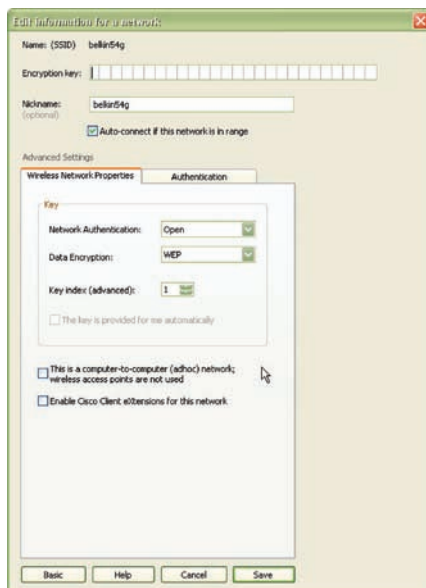 Edit information for a network
Name: (SSID) belkin54g
Encryption key:
Nickname: belkin54g
(optional)
Auto-connect if this network is in range
Advanced Settings
Wireless Network Properties Authentication
Key
Network Authentication: Open
Data Encryption: WEP
Key index (advanced): 1
The key is provided for me automatically
This is a computer-to-computer (adhoc) network;
wireless access points are not used
Enable Cisco Client eXtensions for this network
Basic Help Cancel Save